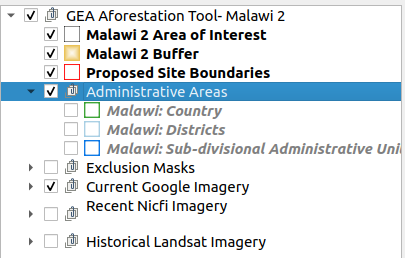 GEA Aforestation Tool- Malawi 2
Malawi 2 Area of Interest
Malawi 2 Buffer
Proposed Site Boundaries
Administrative Areas
Malawi: Country
Malawi: Districts
Malawi: Sub-divisional Administrative Uni
Exclusion Masks
Current Google Imagery
Recent Nicfi Imagery
Historical Landsat Imagery